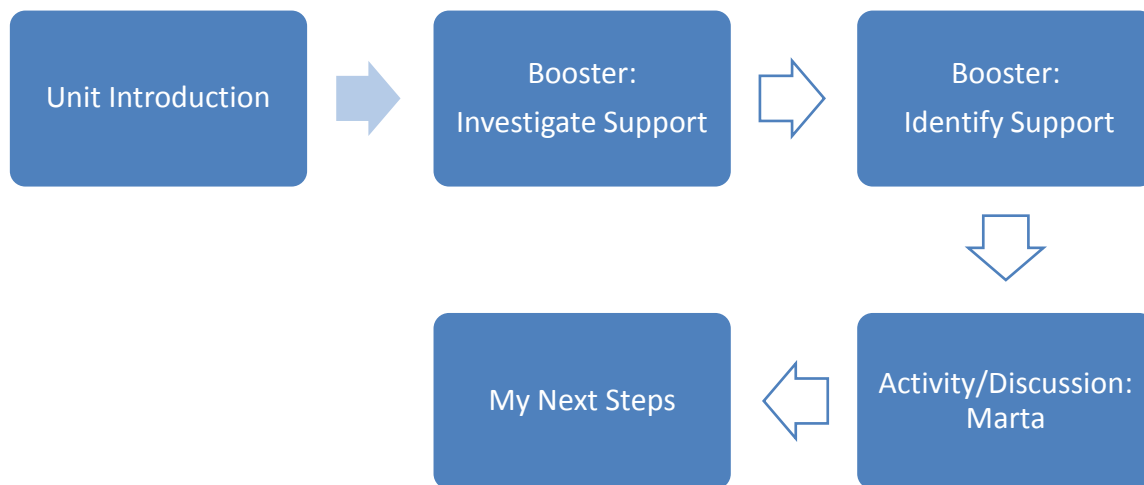 Unit Introduction
Booster:
Investigate Support
Booster:
Identify Support
Activity/Discussion:
Marta
My Next Steps